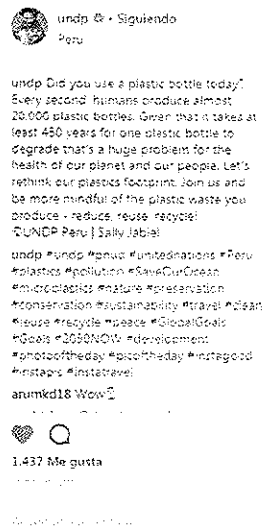 undp • Siguiendo
Peru
undp Did you use a plastic bottle today?
Every second, humans produce almost
20,000 plastic bottles. Given that it takes at
least 450 years for one plastic bottle to
degrade that's a huge problem for the
health of our planet and our people. Let's
rethink our plastics footprint. Join us and
be more mindful of the plastic waste you
produce - reduce, reuse, recycle!
©UNDP Peru | Sally Jabiel
undp #undp #pnud #unitednations #Peru
#plastics #pollution #SaveOurOcean
#microplastics #nature #preservation
#conservation #sustainability #travel #clean
#reuse #recycle #peace #GlobalGoals
#Goals #2030NOW #development
#photooftheday #picoftheday #instagood
#instapic #instatravel
arumkd18 Wow
1.437 Me gusta